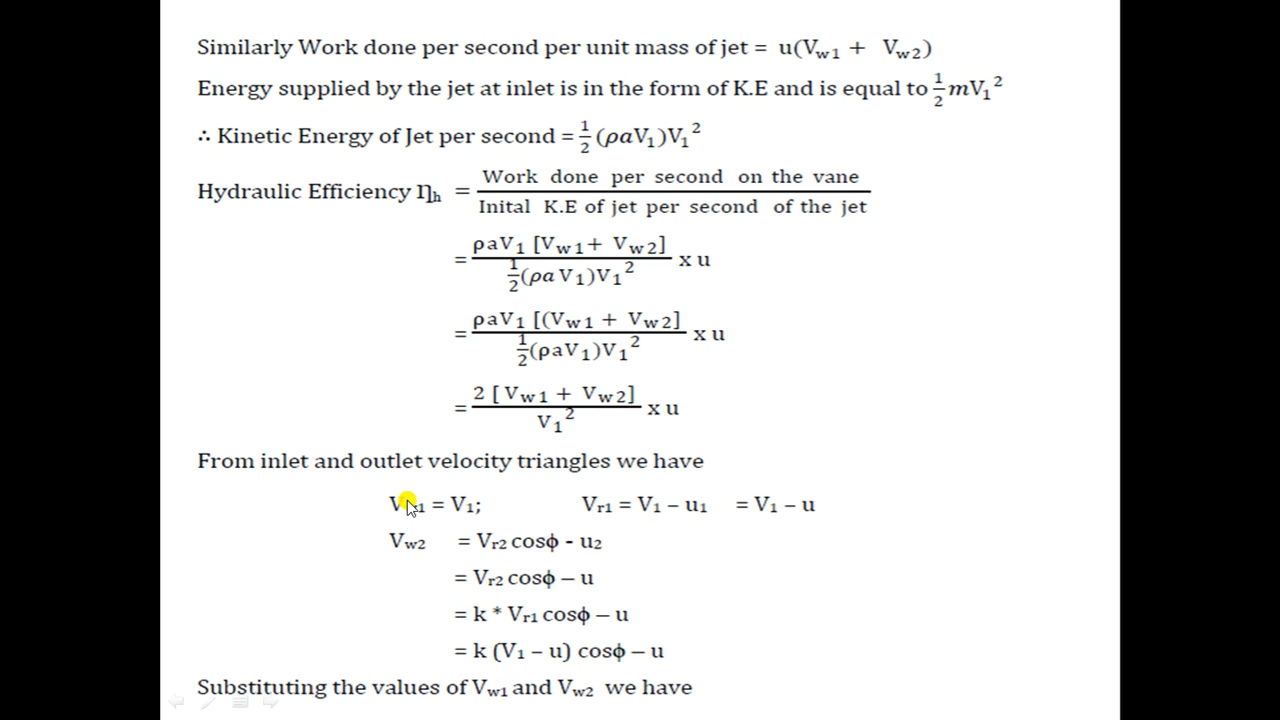 Similarly Work done per second per unit mass of jet = u(Vw1 + Vw2)
Energy supplied by the jet at inlet is in the form of K.E and is equal to 1/2 mV1²
∴ Kinetic Energy of Jet per second = 1/2 (ρaV1)V1²
Hydraulic Efficiency Ηh = Work done per second on the vane / Inital K.E of jet per second of the jet
= ρaV1 [Vw1+ Vw2] / 1/2(ρa V1)V1² x u
= ρaV1 [(Vw1 + Vw2] / 1/2(ρaV1)V1² x u
= 2 [ Vw1 + Vw2] / V1² x u
From inlet and outlet velocity triangles we have
V 1 = V1; Vr1 = V1 – u1 = V1 – u
Vw2 = Vr2 cosϕ - u2
= Vr2 cosϕ – u
= k * Vr1 cosϕ – u
= k (V1 – u) cosϕ – u
Substituting the values of Vw1 and Vw2 we have